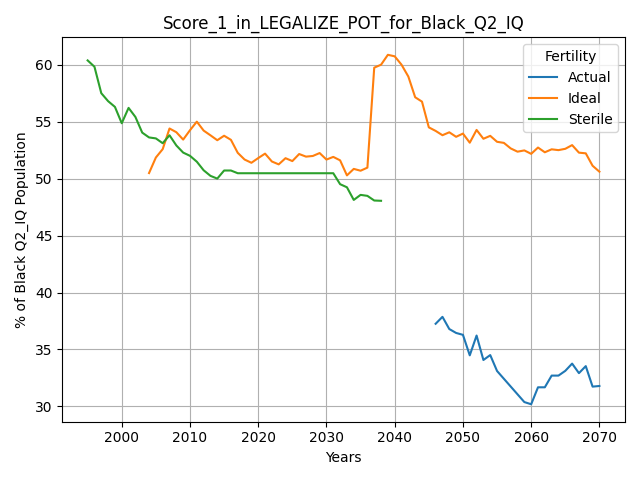 Score_1_in_LEGALIZE_POT_for_Black_Q2_IQ
Fertility
Actual
Ideal
Sterile
% of Black Q2_IQ Population
60
55
50
45
40
35
30
2000 2010 2020 2030 2040 2050 2060 2070
Years